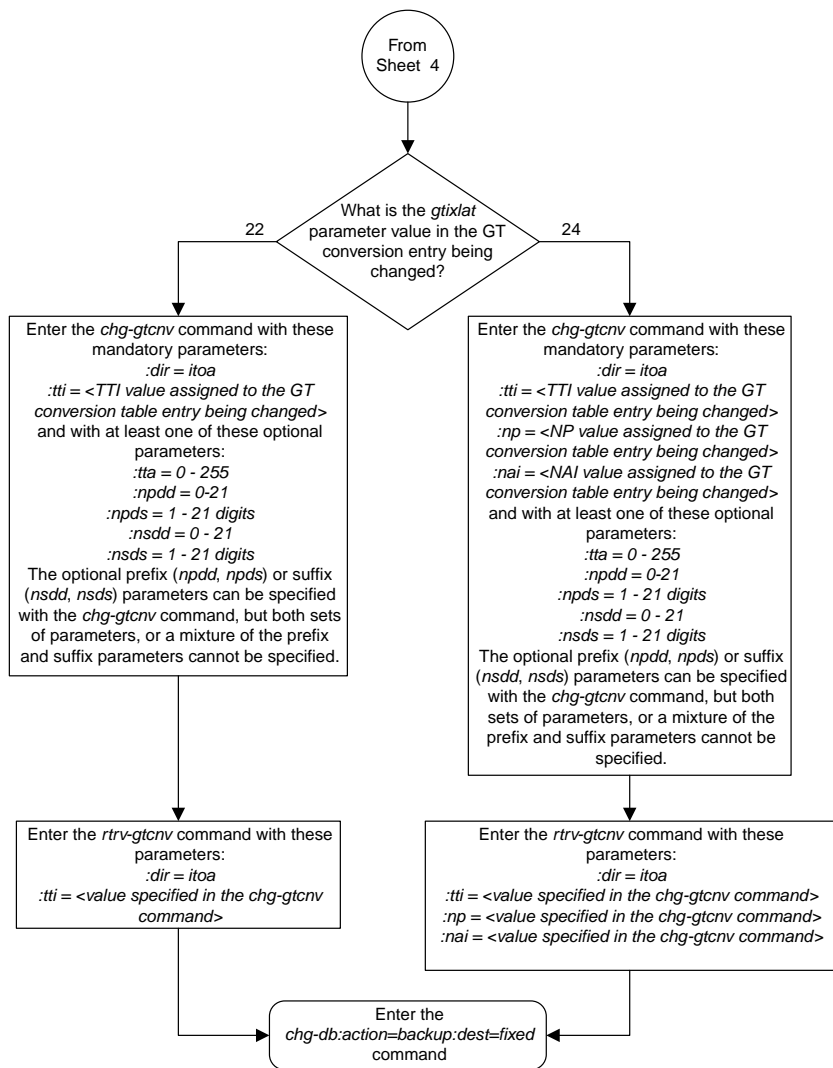 From
Sheet 4
What is the gtixlat
parameter value in the GT
conversion entry being
changed?
22
24
Enter the chg-gtcnv command with these
mandatory parameters:
:dir = itoa
:tti = <TTI value assigned to the GT
conversion table entry being changed>
and with at least one of these optional
parameters:
:tta = 0 - 255
:npdd = 0-21
:npds = 1 - 21 digits
:nsdd = 0 - 21
:nsds = 1 - 21 digits
The optional prefix (npdd, npds) or suffix
(nsdd, nsds) parameters can be specified
with the chg-gtcnv command, but both sets
of parameters, or a mixture of the prefix
and suffix parameters cannot be specified.
Enter the chg-gtcnv command with these
mandatory parameters:
:dir = itoa
:tti = <TTI value assigned to the GT
conversion table entry being changed>
:np = <NP value assigned to the GT
conversion table entry being changed>
:nai = <NAI value assigned to the GT
conversion table entry being changed>
and with at least one of these optional
parameters:
:tta = 0 - 255
:npdd = 0-21
:npds = 1 - 21 digits
:nsdd = 0 - 21
:nsds = 1 - 21 digits
The optional prefix (npdd, npds) or suffix
(nsdd, nsds) parameters can be specified
with the chg-gtcnv command, but both
sets of parameters, or a mixture of the
prefix and suffix parameters cannot be
specified.
Enter the rtrv-gtcnv command with these
parameters:
:dir = itoa
:tti = <value specified in the chg-gtcnv
command>
Enter the rtrv-gtcnv command with these
parameters:
:dir = itoa
:tti = <value specified in the chg-gtcnv command>
:np = <value specified in the chg-gtcnv command>
:nai = <value specified in the chg-gtcnv command>
Enter the
chg-db:action=backup:dest=fixed
command